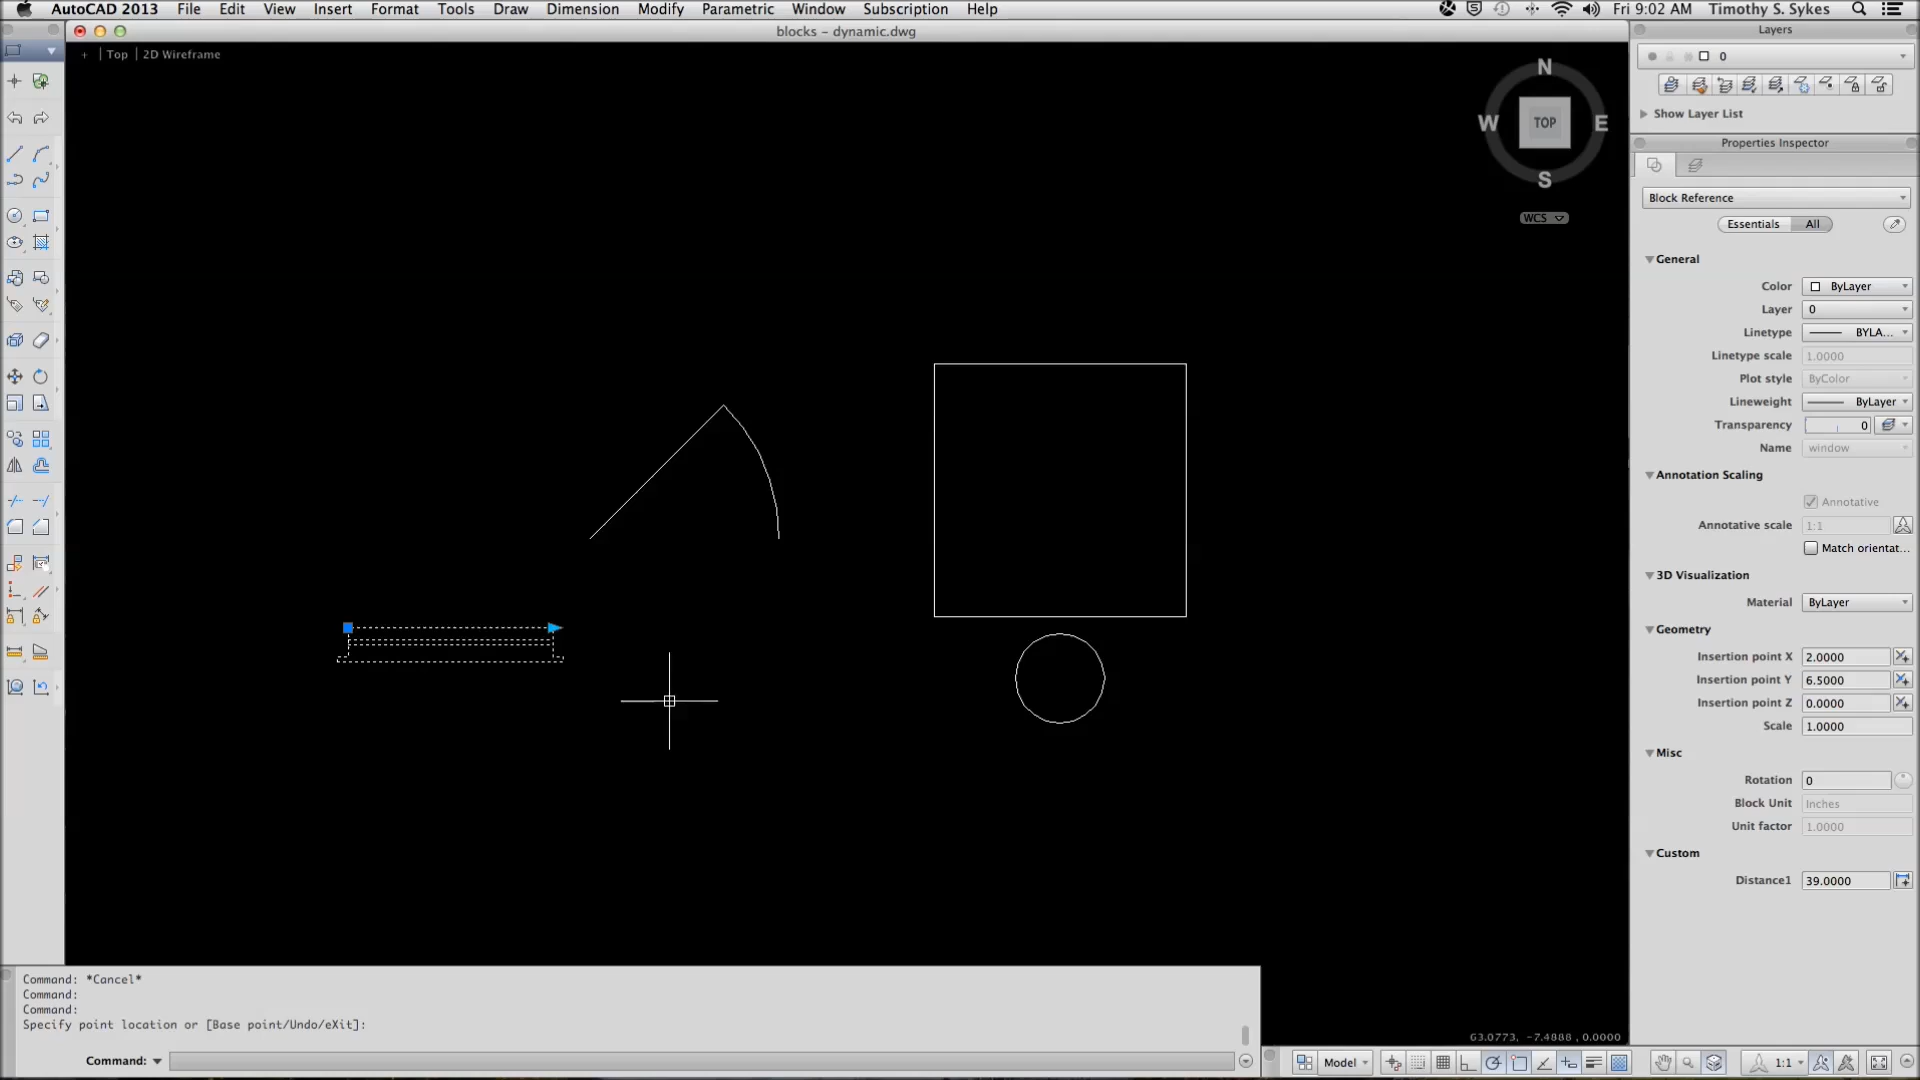 AutoCAD 2013 File Edit View Insert Format Tools Draw Dimension Modify Parametric Window Subscription Help Fri 9:02 AM Timothy S. Sykes
blocks - dynamic.dwg
+ | Top | 2D Wireframe
N
W TOP E
S
WCS
Layers
0
Show Layer List
Properties Inspector
Block Reference
Essentials All
General
Color ByLayer
Layer 0
Linetype BYLA...
Linetype scale 1.0000
Plot style ByColor
Lineweight ByLayer
Transparency 0
Name window
Annotation Scaling
Annotative
Annotative scale 1:1
Match orientat...
3D Visualization
Material ByLayer
Geometry
Insertion point X 2.0000
Insertion point Y 6.5000
Insertion point Z 0.0000
Scale 1.0000
Misc
Rotation 0
Block Unit Inches
Unit factor 1.0000
Custom
Distance1 39.0000
Command: *Cancel*
Command:
Command:
Specify point location or [Base point/Undo/eXit]:
Command:
63.0773, -7.4888 , 0.0000
Model 1:1